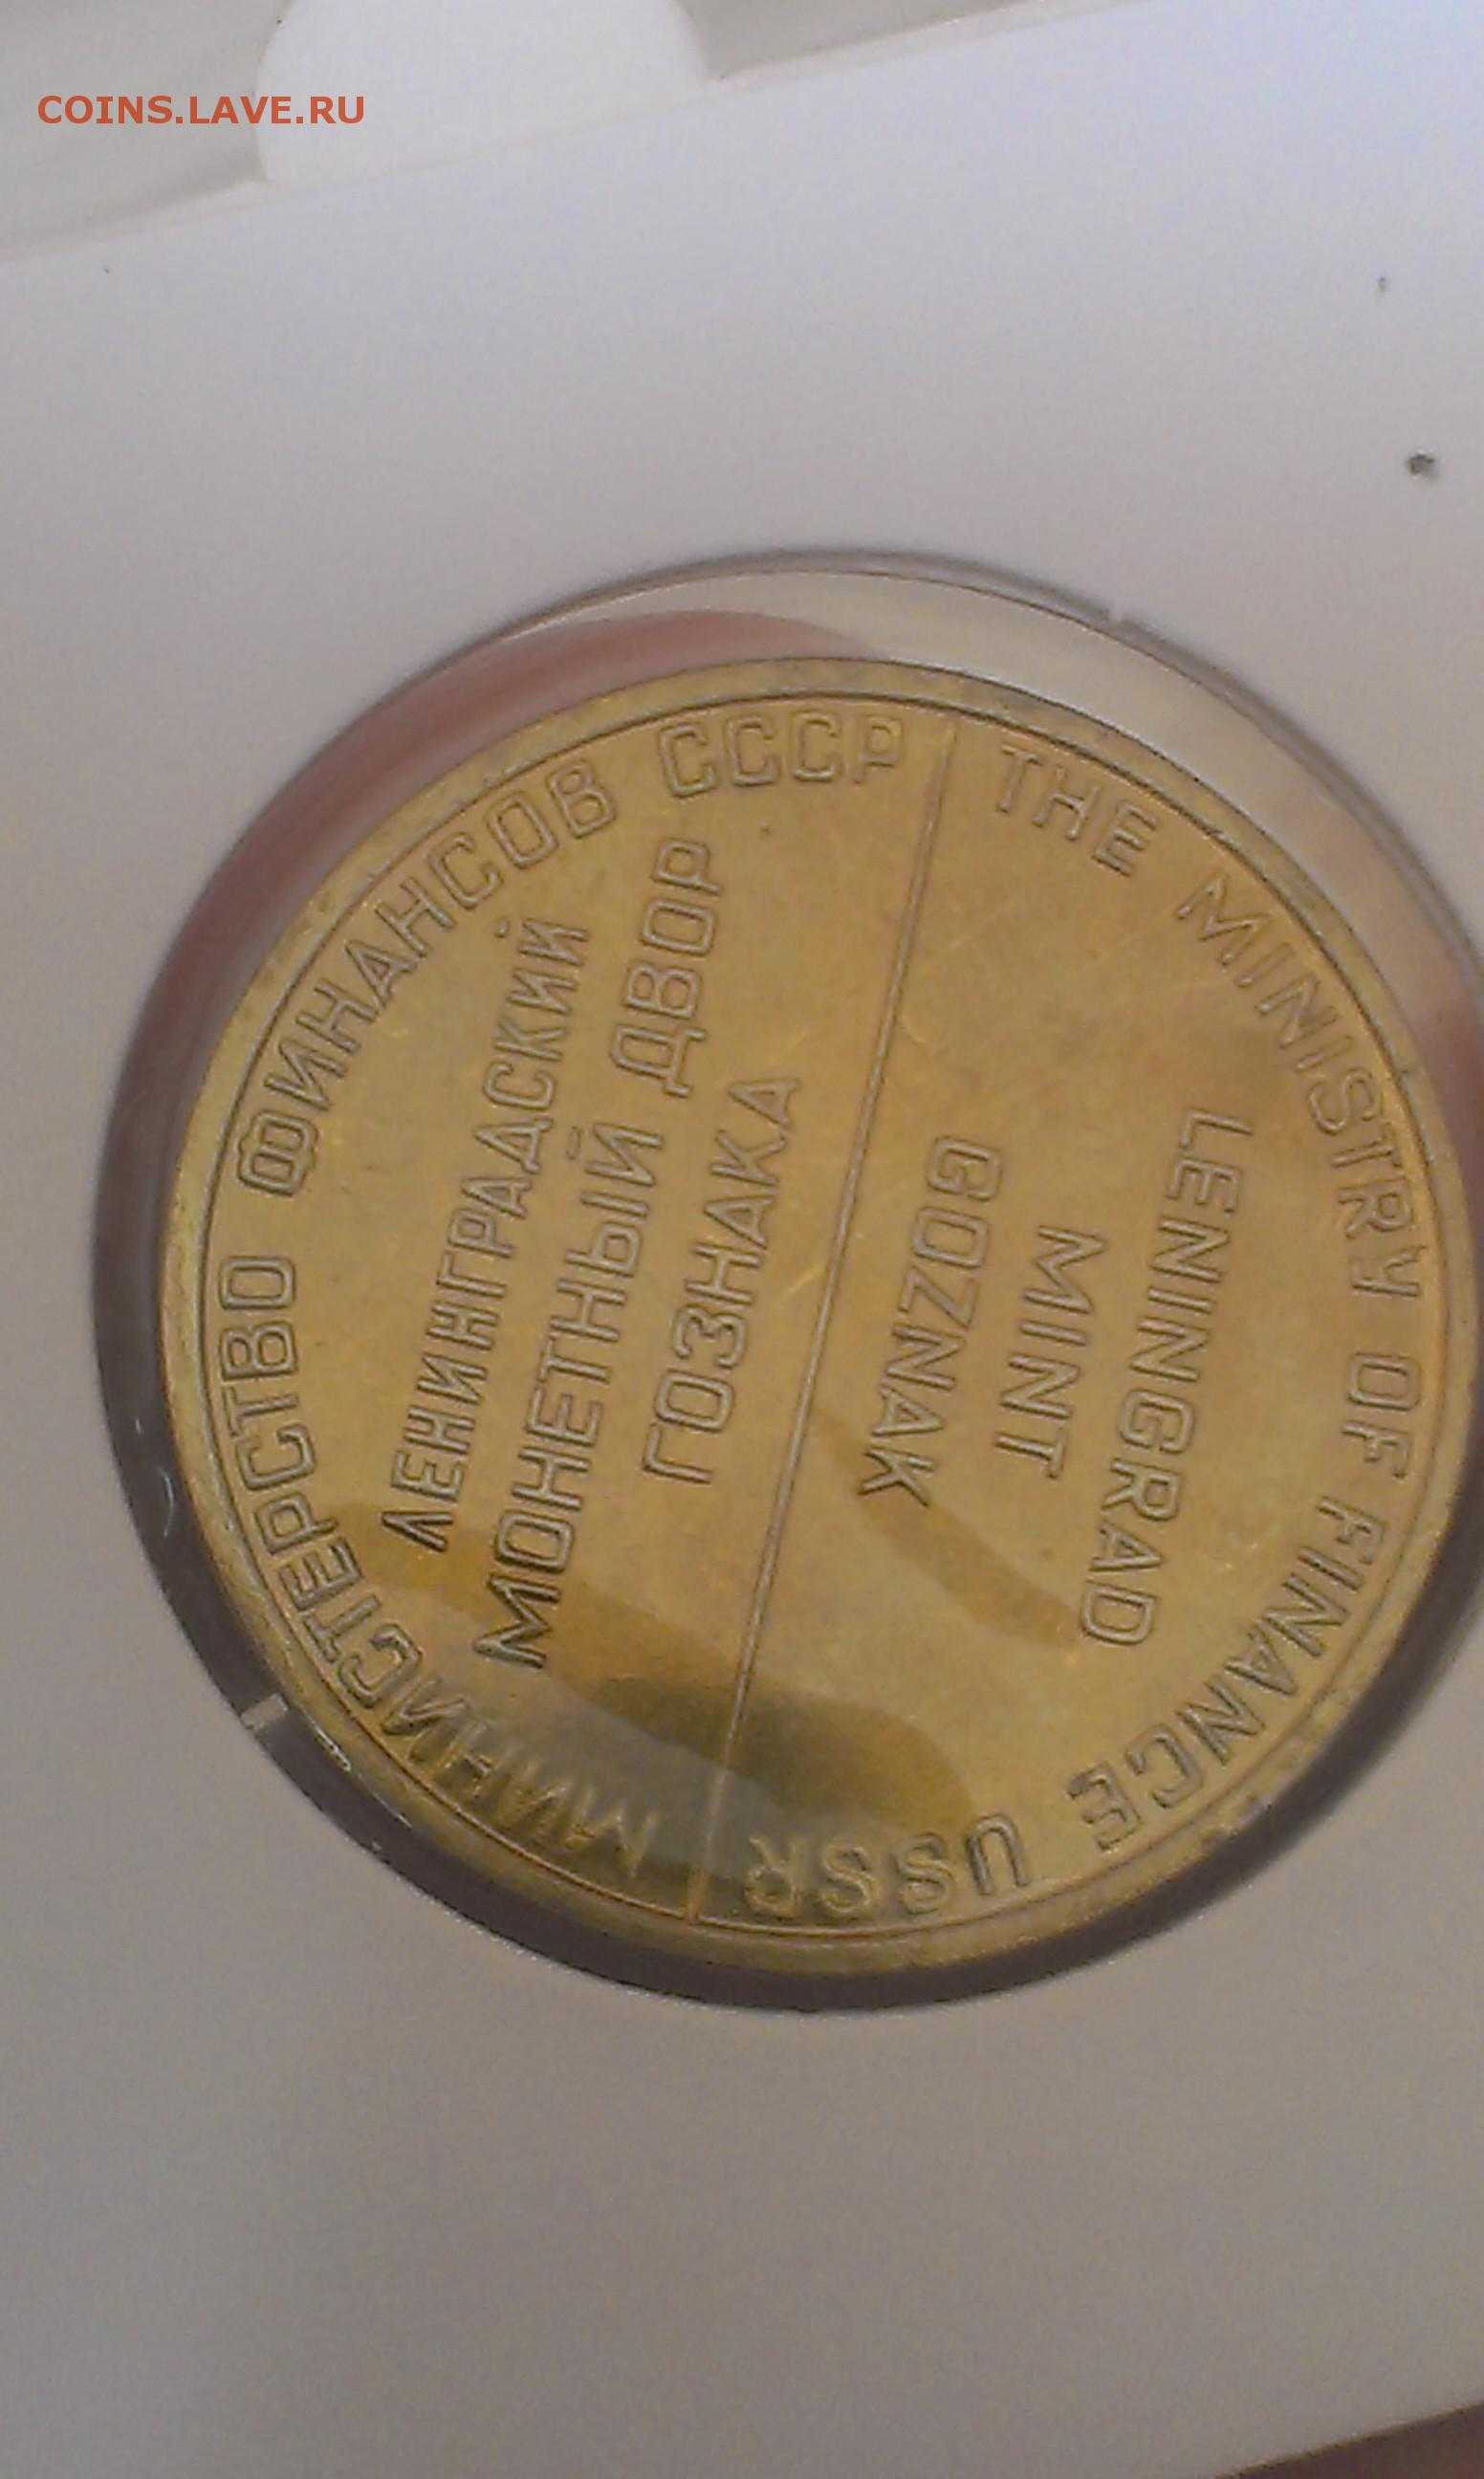 COINS.LAVE.RU
МИНИСТЕРСТВО ФИНАНСОВ СССР
ЛЕНИНГРАДСКИЙ
МОНЕТНЫЙ ДВОР
ГОЗНАКА
THE MINISTRY OF FINANCE USSR
LENINGRAD
MINT
GOZNAK